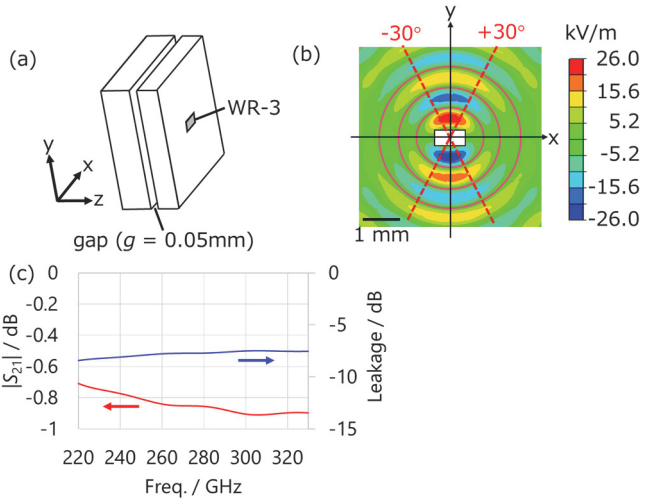 (a)
WR-3
y
x
z
gap (g = 0.05mm)
(b)
y
-30°
+30°
x
1 mm
kV/m
26.0
15.6
5.2
-5.2
-15.6
-26.0
(c)
|S21| / dB
0
-0.2
-0.4
-0.6
-0.8
-1
0
-5
-10
-15
Leakage / dB
220 240 260 280 300 320
Freq. / GHz